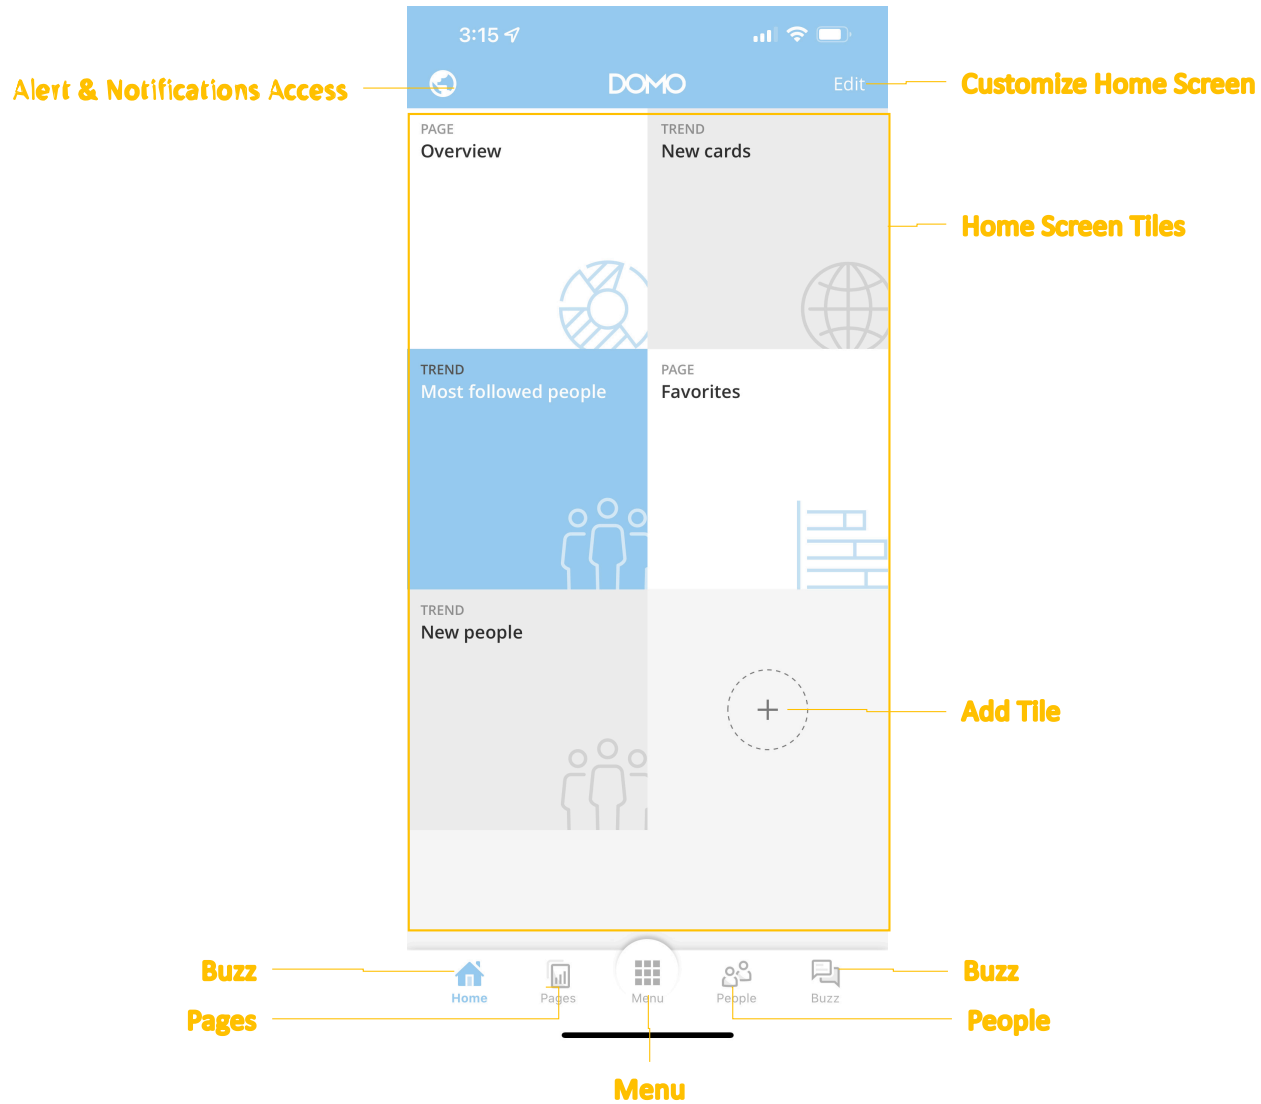 3:15
Alert & Notifications Access
DOMO
Edit
Customize Home Screen
PAGE
Overview
TREND
New cards
Home Screen Tiles
TREND
Most followed people
PAGE
Favorites
TREND
New people
+
Add Tile
Buzz
Home
Pages
Menu
People
Buzz
Buzz
Pages
People
Menu